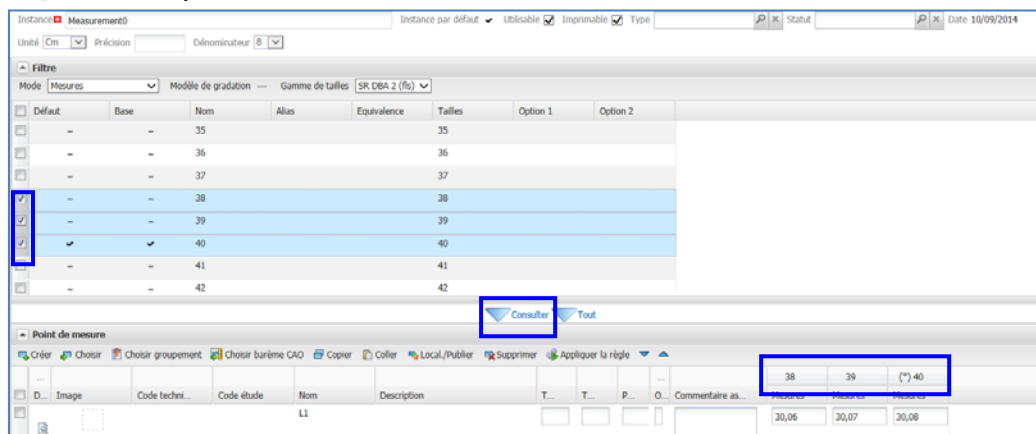 Instance Measurement0 Instance par défaut Utilisable Imprimable Type Statut Date 10/09/2014
Unité Cm Précision Dénominateur 8
Filtre
Mode Mesures Modèle de gradation --- Gamme de tailles SR DBA 2 (fls)
Défaut Base Nom Alias Equivalence Tailles Option 1 Option 2
– – 35 35
– – 36 36
– – 37 37
– – 38 38
– – 39 39
40 40
– – 41 41
– – 42 42
Consulter Tout
Point de mesure
Créer Choisir Choisir groupement Choisir barème CAO Copier Coller Local./Publier Supprimer Appliquer la règle
... ... 38 39 (*) 40
D... Image Code techni... Code étude Nom Description T... T... P... O... Commentaire as... Mesures Mesures Mesures
L1 30,06 30,07 30,08